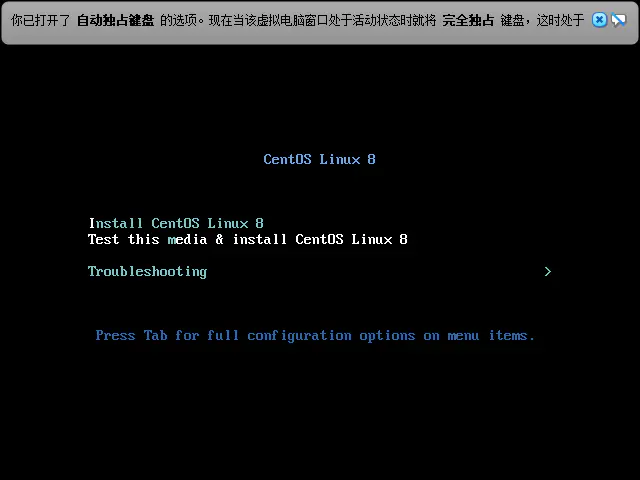 你已打开了 自动独占键盘 的选项。现在当该虚拟电脑窗口处于活动状态时就将 完全独占 键盘，这时处于
CentOS Linux 8
Install CentOS Linux 8
Test this media & install CentOS Linux 8
Troubleshooting >
Press Tab for full configuration options on menu items.